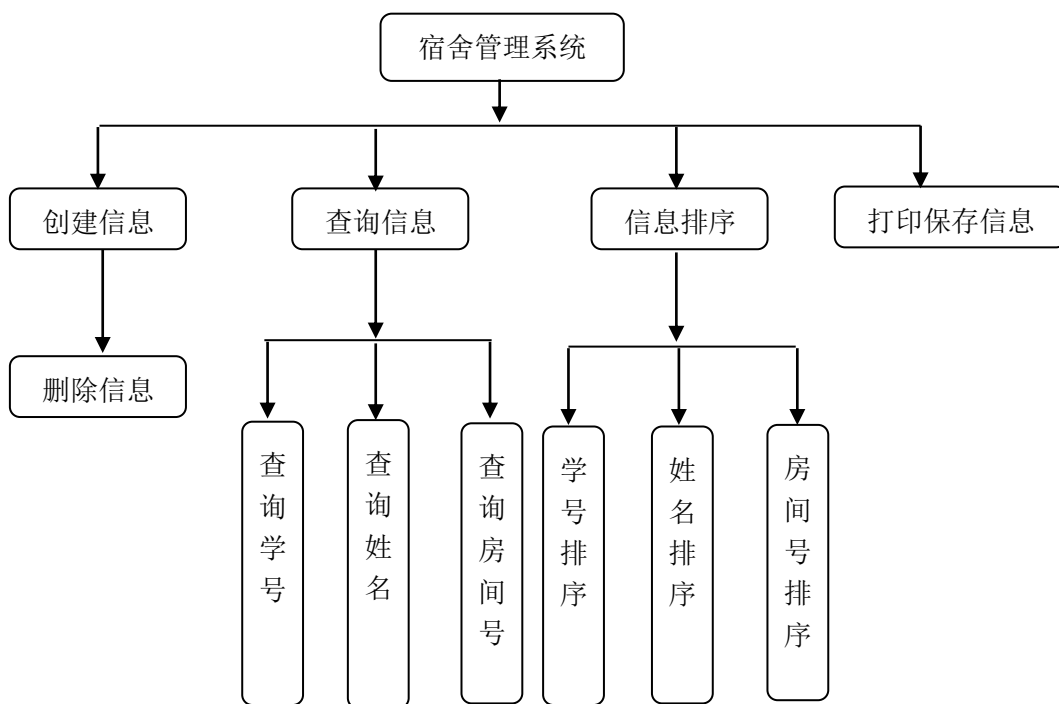 宿舍管理系统
创建信息
查询信息
信息排序
打印保存信息
删除信息
查询学号
查询姓名
查询房间号
学号排序
姓名排序
房间号排序